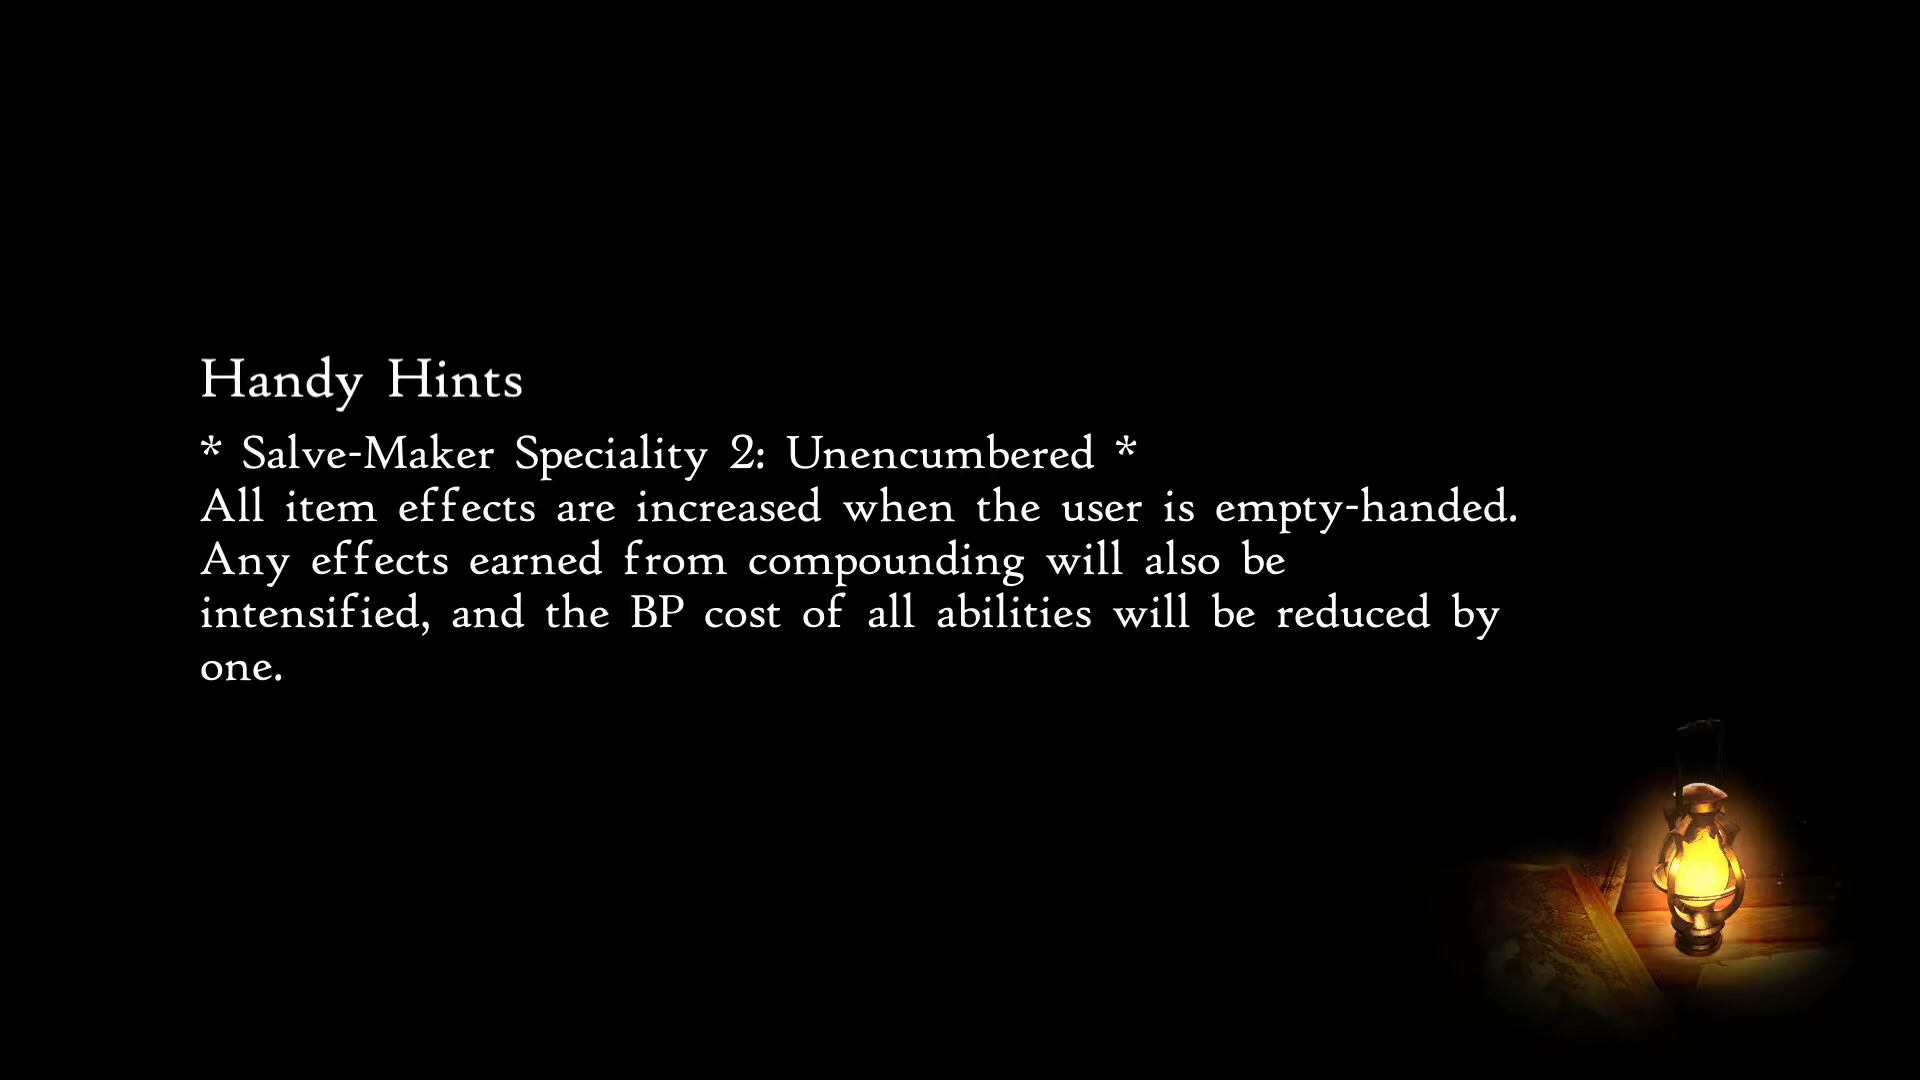 Handy Hints
* Salve-Maker Speciality 2: Unencumbered *
All item effects are increased when the user is empty-handed.
Any effects earned from compounding will also be
intensified, and the BP cost of all abilities will be reduced by
one.